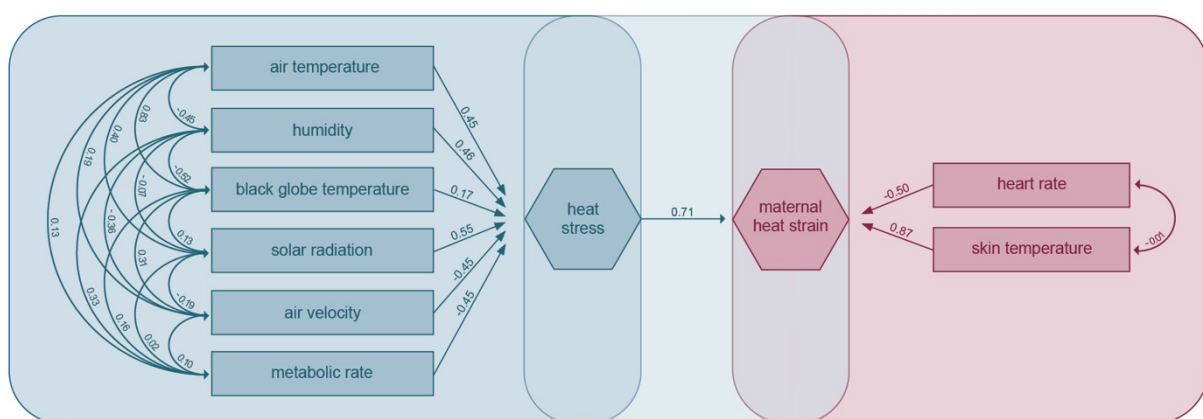 air temperature
humidity
black globe temperature
solar radiation
air velocity
metabolic rate
-0.45
0.83
0.40
0.19
0.13
-0.52
-0.07
-0.36
0.33
0.13
0.31
0.16
-0.19
0.02
0.10
0.45
0.46
0.17
0.55
-0.45
-0.45
heat
stress
0.71
maternal
heat strain
-0.50
0.87
heart rate
skin temperature
-0.01